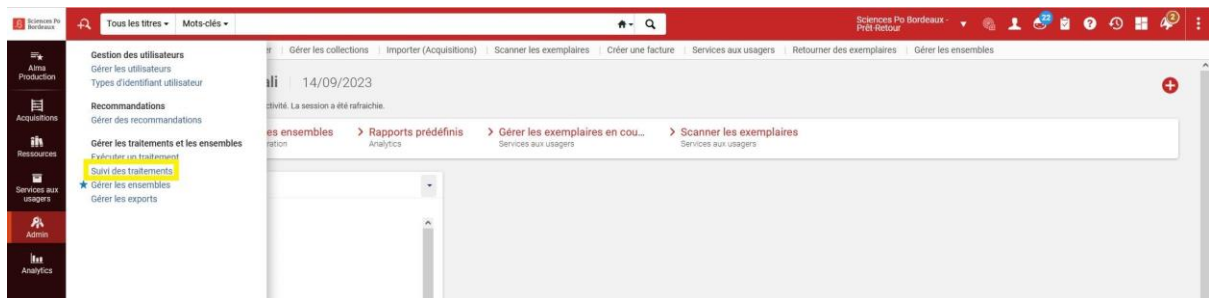 Sciences Po
Bordeaux
Tous les titres
Mots-clés
Sciences Po Bordeaux -
Prêt-Retour
22
2
Alma
Production
Acquisitions
Ressources
Services aux
usagers
Admin
Analytics
Gestion des utilisateurs
Gérer les utilisateurs
Types d'identifiant utilisateur
Recommandations
Gérer des recommandations
Gérer les traitements et les ensembles
Exécuter un traitement
Suivi des traitements
Gérer les ensembles
Gérer les exports
er | Gérer les collections | Importer (Acquisitions) | Scanner les exemplaires | Créer une facture | Services aux usagers | Retourner des exemplaires | Gérer les ensembles
ali | 14/09/2023
ctivité. La session a été rafraichie.
es ensembles
ration
Rapports prédéfinis
Analytics
Gérer les exemplaires en cou...
Services aux usagers
Scanner les exemplaires
Services aux usagers